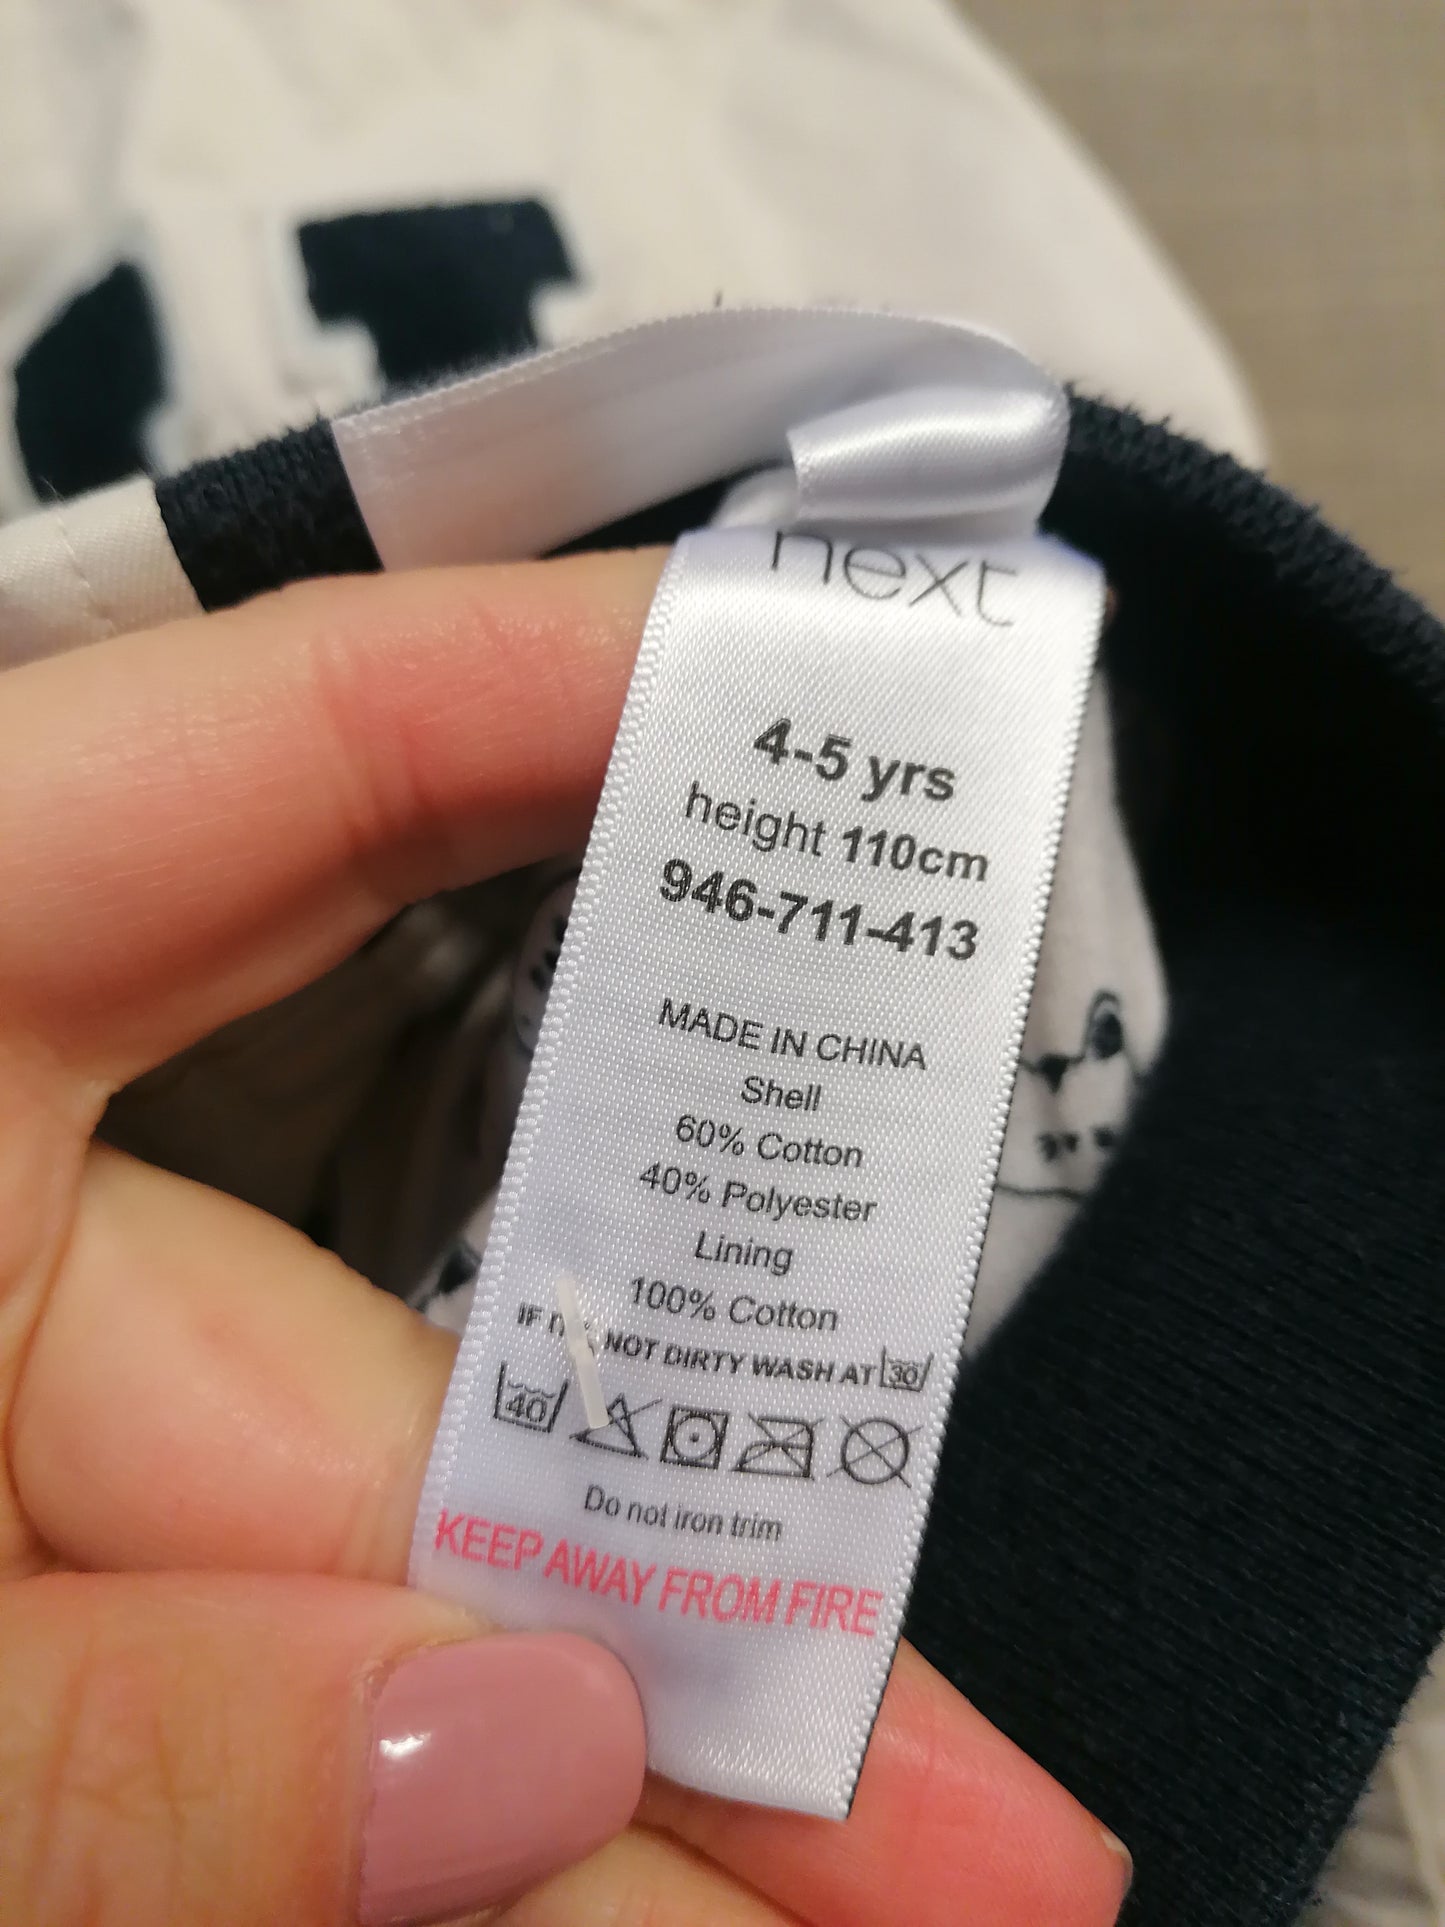 next
4-5 yrs
height 110cm
946-711-413
MADE IN CHINA
Shell
60% Cotton
40% Polyester
Lining
100% Cotton
IF NOT DIRTY WASH AT 30
40
Do not iron trim
KEEP AWAY FROM FIRE